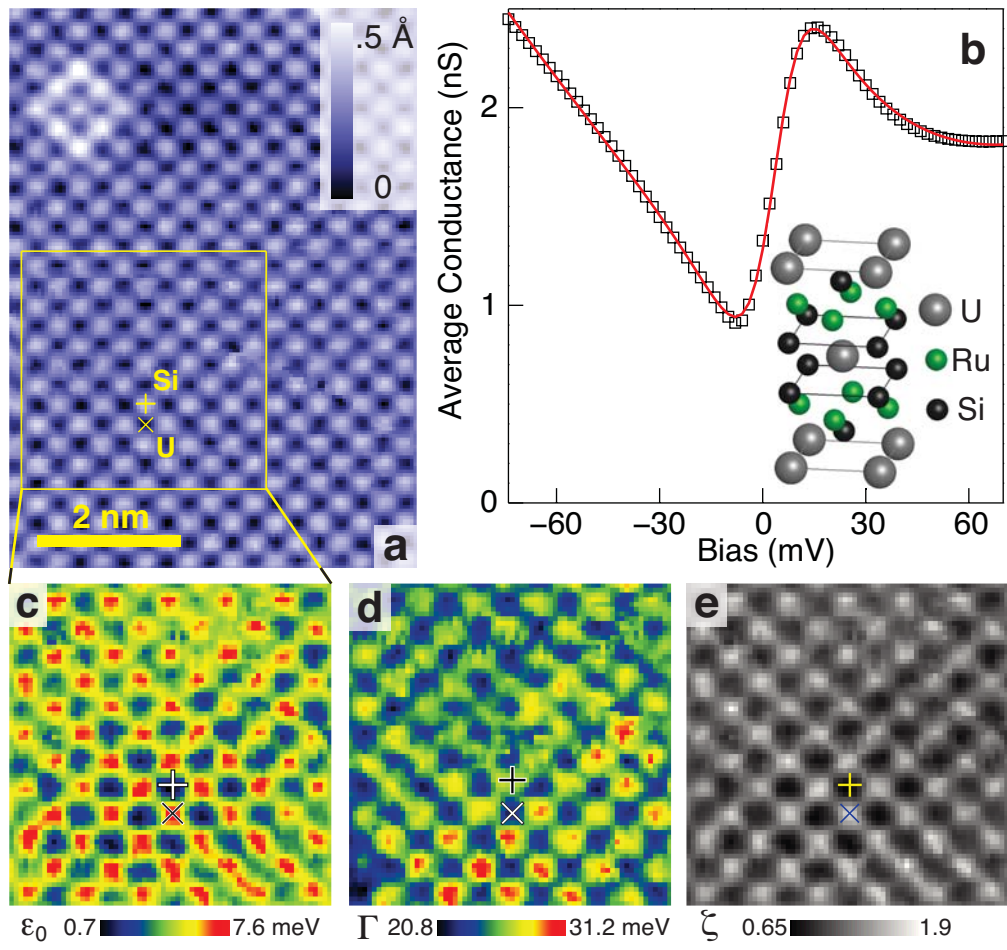 .5 Å
0
Si
U
2 nm
a
b
Average Conductance (nS)
2
1
0
−60
−30
0
30
60
Bias (mV)
U
Ru
Si
c
ε₀ 0.7 7.6 meV
d
Γ 20.8 31.2 meV
e
ζ 0.65 1.9